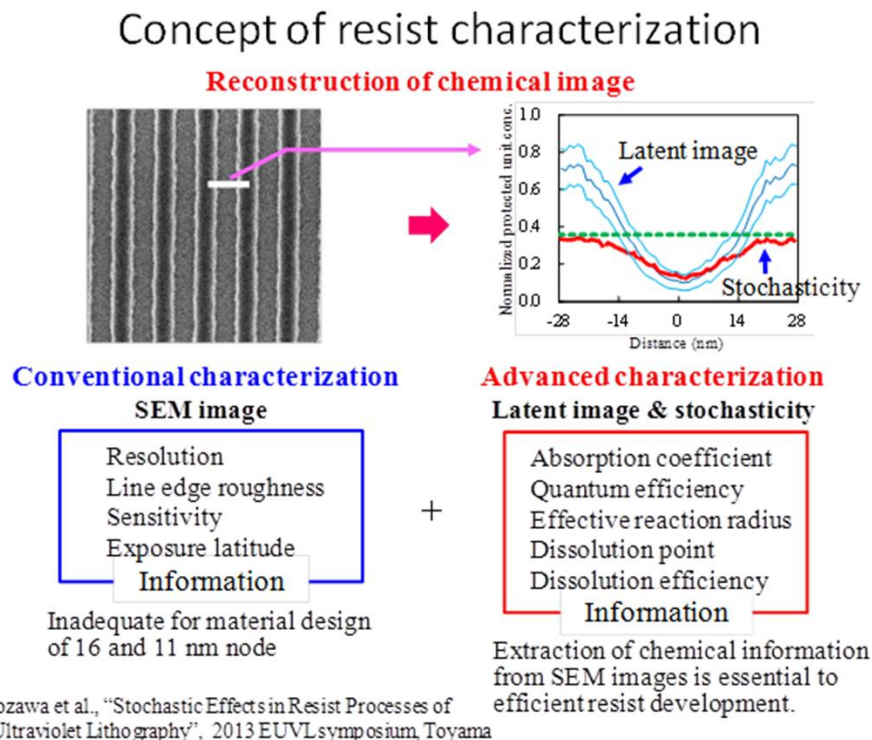 Concept of resist characterization
Reconstruction of chemical image
Normalized protected unit conc.
1.0
0.8
0.6
0.4
0.2
0.0
Latent image
Stochasticity
-28 -14 0 14 28
Distance (nm)
Conventional characterization
SEM image
Resolution
Line edge roughness
Sensitivity
Exposure latitude
Information
Inadequate for material design
of 16 and 11 nm node
+
Advanced characterization
Latent image & stochasticity
Absorption coefficient
Quantum efficiency
Effective reaction radius
Dissolution point
Dissolution efficiency
Information
Extraction of chemical information
from SEM images is essential to
efficient resist development.
ozawa et al., “Stochastic Effects in Resist Processes of
Ultraviolet Lithography”, 2013 EUVL symposium, Toyama